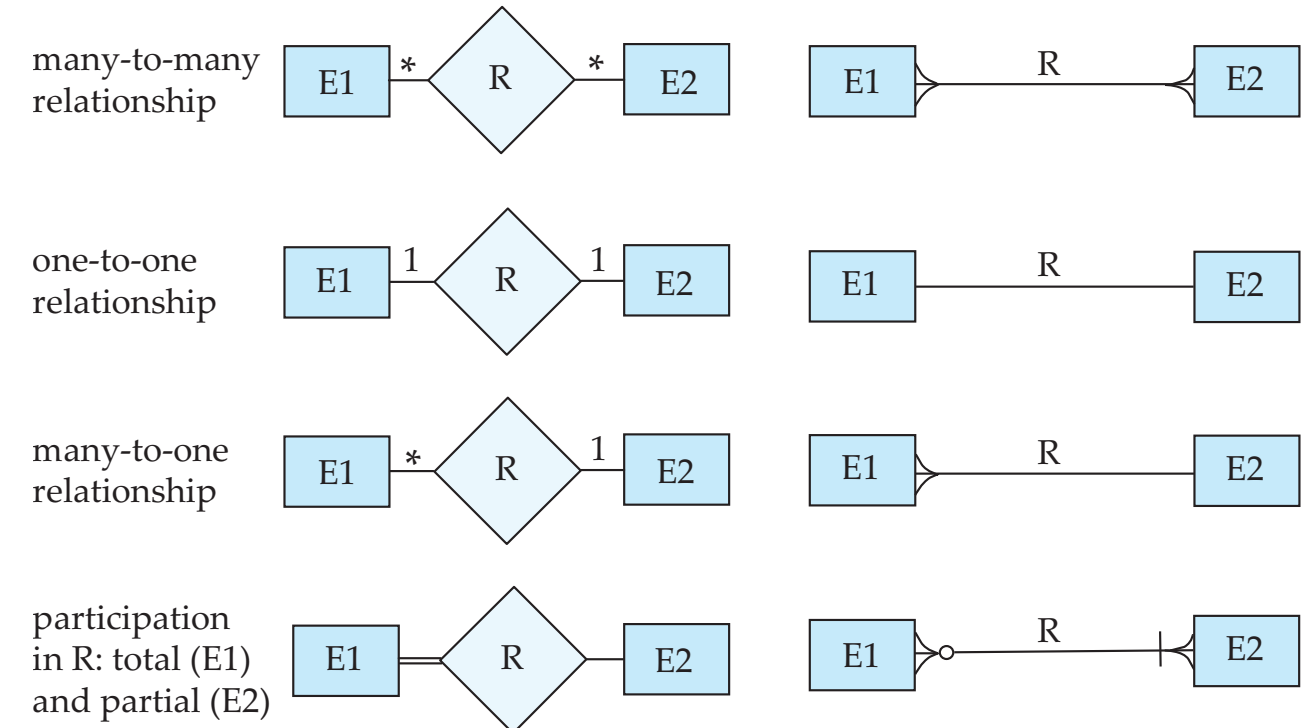 many-to-many
relationship
E1 * R * E2
E1 R E2
one-to-one
relationship
E1 1 R 1 E2
E1 R E2
many-to-one
relationship
E1 * R 1 E2
E1 R E2
participation
in R: total (E1)
and partial (E2)
E1 R E2
E1 R E2